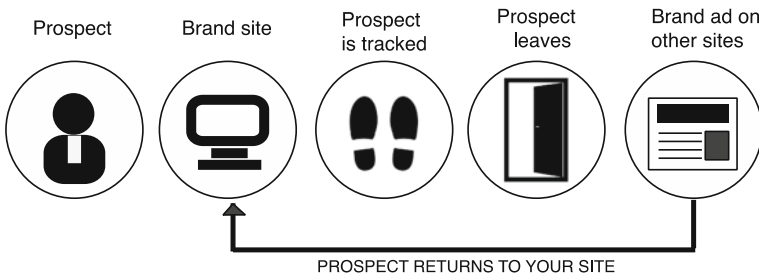 Prospect
Brand site
Prospect
is tracked
Prospect
leaves
Brand ad on
other sites
PROSPECT RETURNS TO YOUR SITE